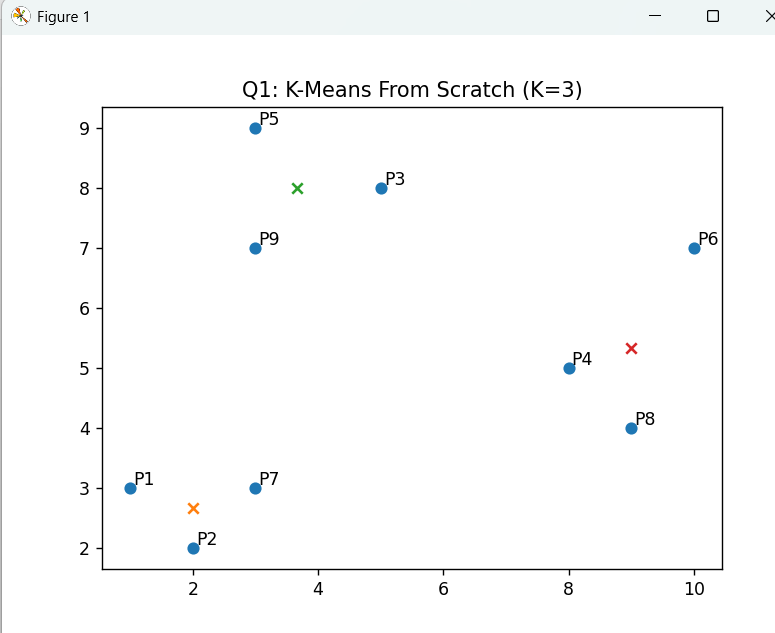 Figure 1
Q1: K-Means From Scratch (K=3)
9
P5
8
P3
7
P9
P6
6
5
P4
4
P8
3
P1
P7
2
P2
2 4 6 8 10